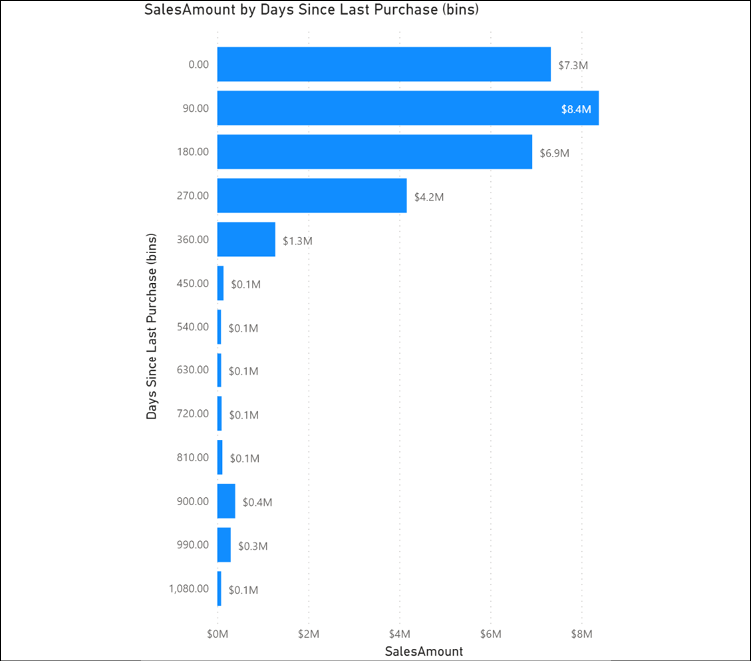 SalesAmount by Days Since Last Purchase (bins)
Days Since Last Purchase (bins)
0.00 $7.3M
90.00 $8.4M
180.00 $6.9M
270.00 $4.2M
360.00 $1.3M
450.00 $0.1M
540.00 $0.1M
630.00 $0.1M
720.00 $0.1M
810.00 $0.1M
900.00 $0.4M
990.00 $0.3M
1,080.00 $0.1M
$0M $2M $4M $6M $8M
SalesAmount